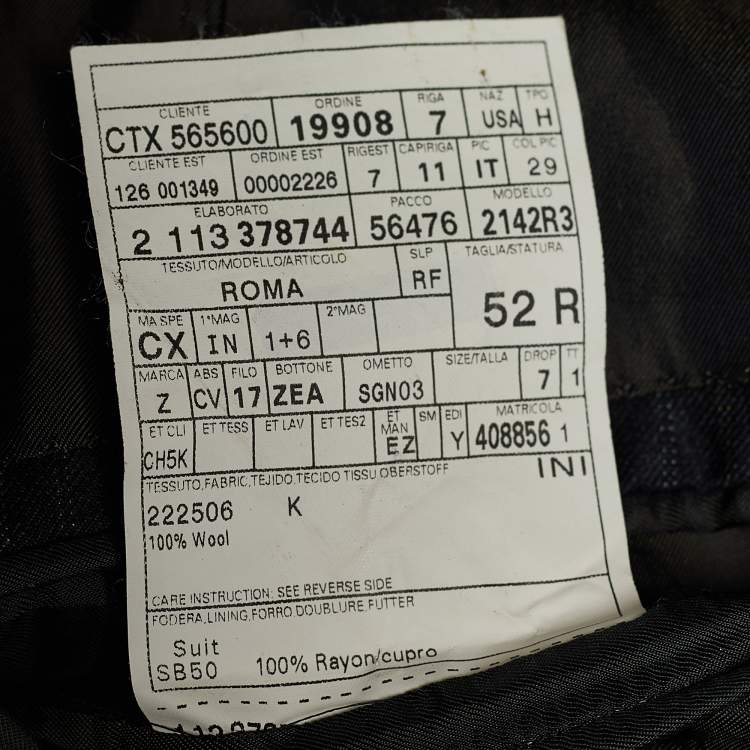 CLIENTE ORDINE RIGA NAZ TPO
CTX 565600 19908 7 USA H
CLIENTE EST ORDINE EST RIGEST CAPIRIGA PIC COL PIC
126 001349 00002226 7 11 IT 29
ELABORATO PACCO MODELLO
2 113 378744 56476 2142R3
TESSUTO/MODELLO/ARTICOLO SLP TAGLIA/STATURA
ROMA RF 52 R
MA SPE 1°MAG 2°MAG
CX IN 1+6
MARCA ABS FILO BOTTONE OMETTO SIZE/TALLA DROP TT
Z CV 17 ZEA SGN03 7 1
ET CLI ET TESS ET LAV ET TES2 ET MAN SM EDI MATRICOLA
CH5K EZ Y 408856 1
TESSUTO,FABRIC,TEJIDO,TECIDO TISSU OBERSTOFF INI
222506 K
100% Wool
CARE INSTRUCTION: SEE REVERSE SIDE
FODERA,LINING,FORRO,DOUBLURE,FUTTER
Suit
SB50 100% Rayon/cupro